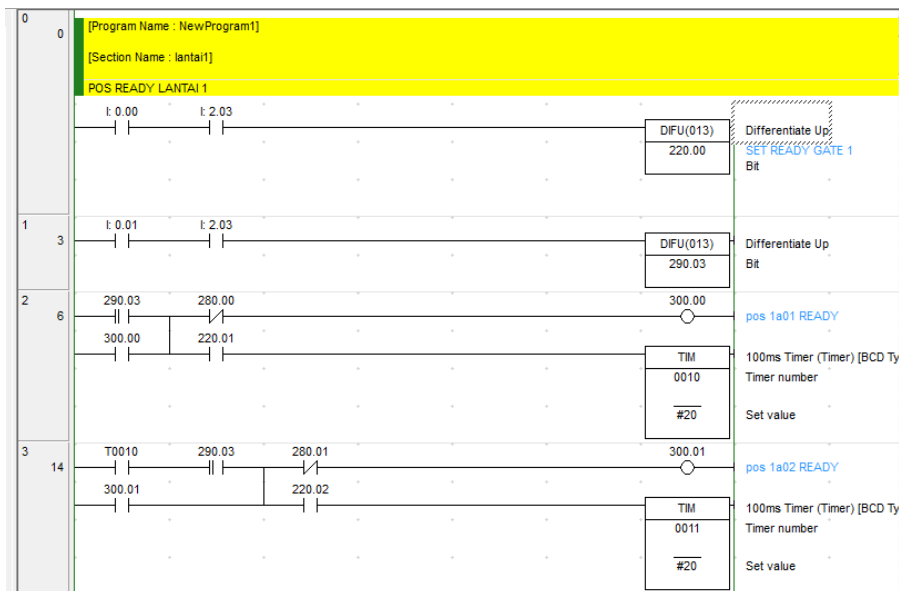 0
0 [Program Name : NewProgram1]
[Section Name : lantai1]
POS READY LANTAI 1
I: 0.00 I: 2.03
DIFU(013) Differentiate Up
220.00 SET READY GATE 1
Bit
1
3 I: 0.01 I: 2.03
DIFU(013) Differentiate Up
290.03 Bit
2
6 290.03 280.00 300.00
pos 1a01 READY
300.00 220.01
TIM 100ms Timer (Timer) [BCD Ty
0010 Timer number
#20 Set value
3
14 T0010 290.03 280.01 300.01
pos 1a02 READY
300.01 220.02
TIM 100ms Timer (Timer) [BCD Ty
0011 Timer number
#20 Set value